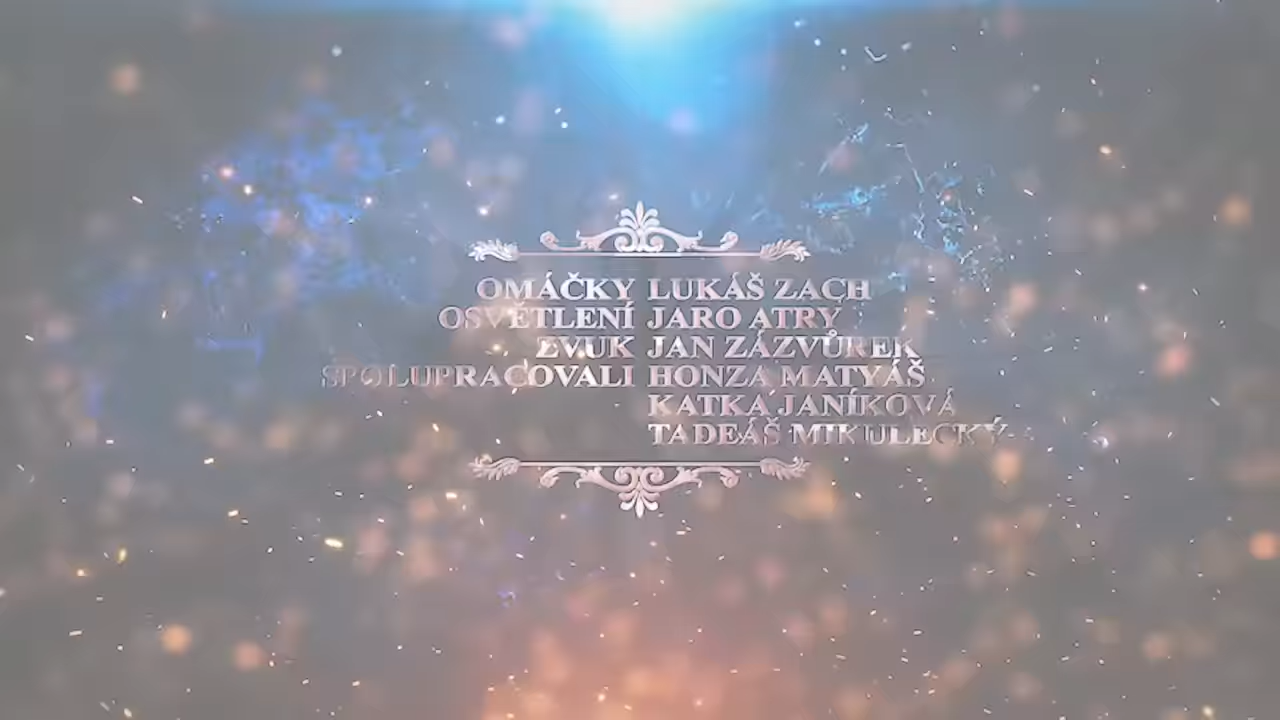 OMÁČKY LUKÁŠ ZACH
OSVĚTLENÍ JARO ATRY
ZVUK JAN ZÁZVŮREK
SPOLUPRACOVALI HONZA MATYÁŠ
KATKA JANÍKOVÁ
TADEÁŠ MIKULECKÝ